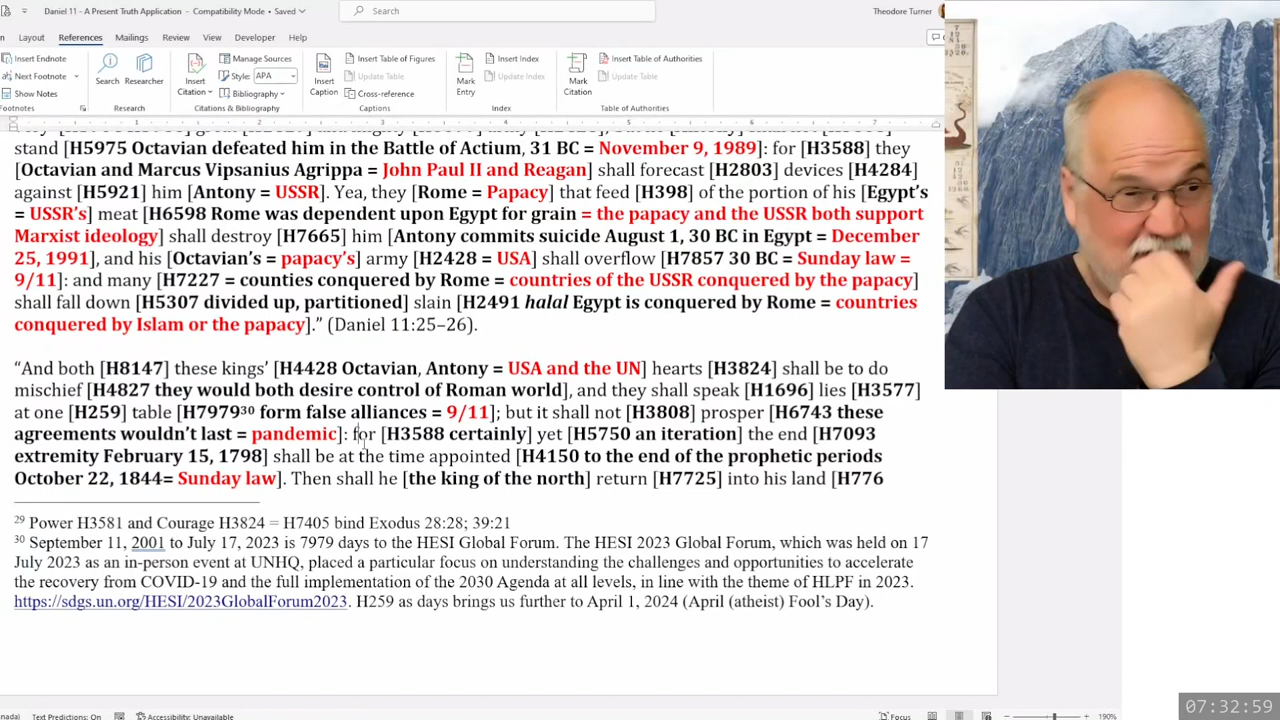 Daniel 11 - A Present Truth Application - Compatibility Mode • Saved
Search
Theodore Turner
Layout References Mailings Review View Developer Help
Insert Endnote
Next Footnote
Show Notes
Footnotes
Search
Researcher
Research
Insert Citation
Manage Sources
Style: APA
Bibliography
Citations & Bibliography
Insert Caption
Insert Table of Figures
Update Table
Cross-reference
Captions
Mark Entry
Insert Index
Update Index
Index
Mark Citation
Insert Table of Authorities
Update Table
Table of Authorities
stand [H5975 Octavian defeated him in the Battle of Actium, 31 BC = November 9, 1989]: for [H3588] they
[Octavian and Marcus Vipsanius Agrippa = John Paul II and Reagan] shall forecast [H2803] devices [H4284]
against [H5921] him [Antony = USSR]. Yea, they [Rome = Papacy] that feed [H398] of the portion of his [Egypt’s
= USSR’s] meat [H6598 Rome was dependent upon Egypt for grain = the papacy and the USSR both support
Marxist ideology] shall destroy [H7665] him [Antony commits suicide August 1, 30 BC in Egypt = December
25, 1991], and his [Octavian’s = papacy’s] army [H2428 = USA] shall overflow [H7857 30 BC = Sunday law =
9/11]: and many [H7227 = counties conquered by Rome = countries of the USSR conquered by the papacy]
shall fall down [H5307 divided up, partitioned] slain [H2491 halal Egypt is conquered by Rome = countries
conquered by Islam or the papacy].” (Daniel 11:25–26).
“And both [H8147] these kings’ [H4428 Octavian, Antony = USA and the UN] hearts [H3824] shall be to do
mischief [H4827 they would both desire control of Roman world], and they shall speak [H1696] lies [H3577]
at one [H259] table [H7979³⁰ form false alliances = 9/11]; but it shall not [H3808] prosper [H6743 these
agreements wouldn’t last = pandemic]: for [H3588 certainly] yet [H5750 an iteration] the end [H7093
extremity February 15, 1798] shall be at the time appointed [H4150 to the end of the prophetic periods
October 22, 1844= Sunday law]. Then shall he [the king of the north] return [H7725] into his land [H776
²⁹ Power H3581 and Courage H3824 = H7405 bind Exodus 28:28; 39:21
³⁰ September 11, 2001 to July 17, 2023 is 7979 days to the HESI Global Forum. The HESI 2023 Global Forum, which was held on 17
July 2023 as an in-person event at UNHQ, placed a particular focus on understanding the challenges and opportunities to accelerate
the recovery from COVID-19 and the full implementation of the 2030 Agenda at all levels, in line with the theme of HLPF in 2023.
https://sdgs.un.org/HESI/2023GlobalForum2023. H259 as days brings us further to April 1, 2024 (April (atheist) Fool’s Day).
Text Predictions: On
Accessibility: Unavailable
Focus
190%
07:32:59